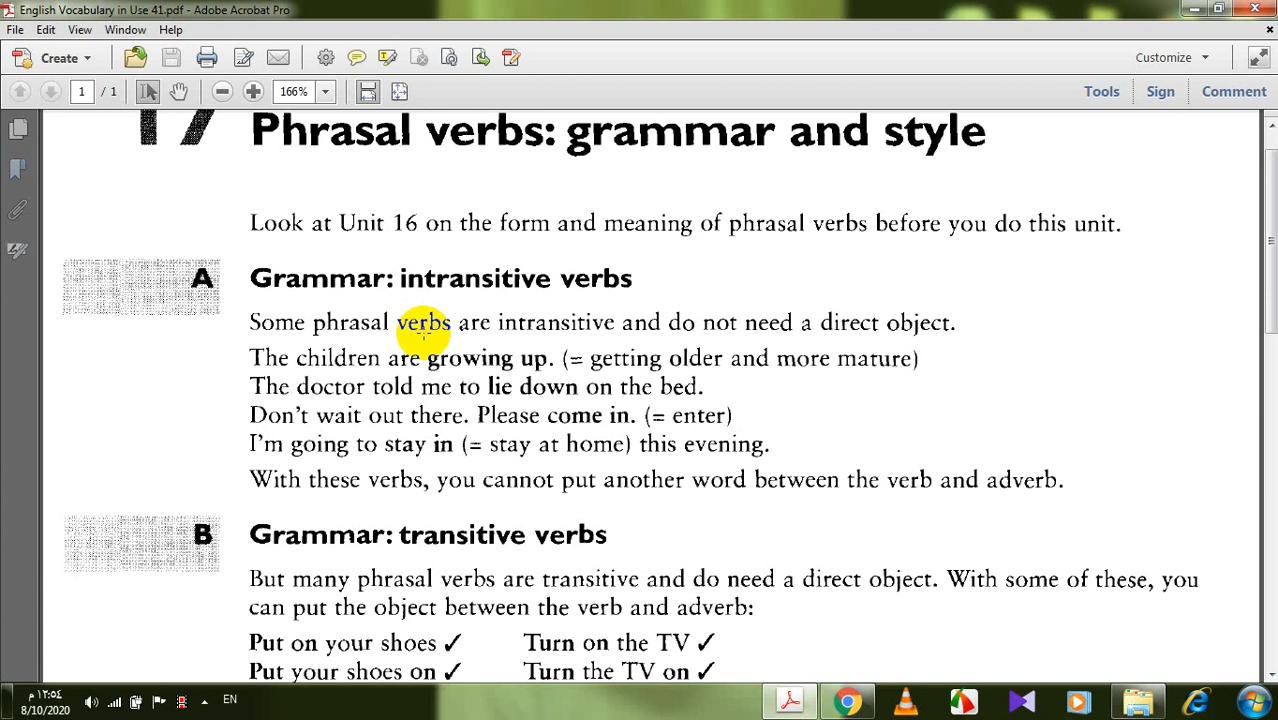 English Vocabulary in Use 41.pdf - Adobe Acrobat Pro
File Edit View Window Help
Create
Customize
1 / 1
166%
Tools Sign Comment
17 Phrasal verbs: grammar and style
Look at Unit 16 on the form and meaning of phrasal verbs before you do this unit.
A Grammar: intransitive verbs
Some phrasal verbs are intransitive and do not need a direct object.
The children are growing up. (= getting older and more mature)
The doctor told me to lie down on the bed.
Don't wait out there. Please come in. (= enter)
I'm going to stay in (= stay at home) this evening.
With these verbs, you cannot put another word between the verb and adverb.
B Grammar: transitive verbs
But many phrasal verbs are transitive and do need a direct object. With some of these, you
can put the object between the verb and adverb:
Put on your shoes ✓ Turn on the TV ✓
Put your shoes on ✓ Turn the TV on ✓
١٢:٥٤ م
8/10/2020
EN